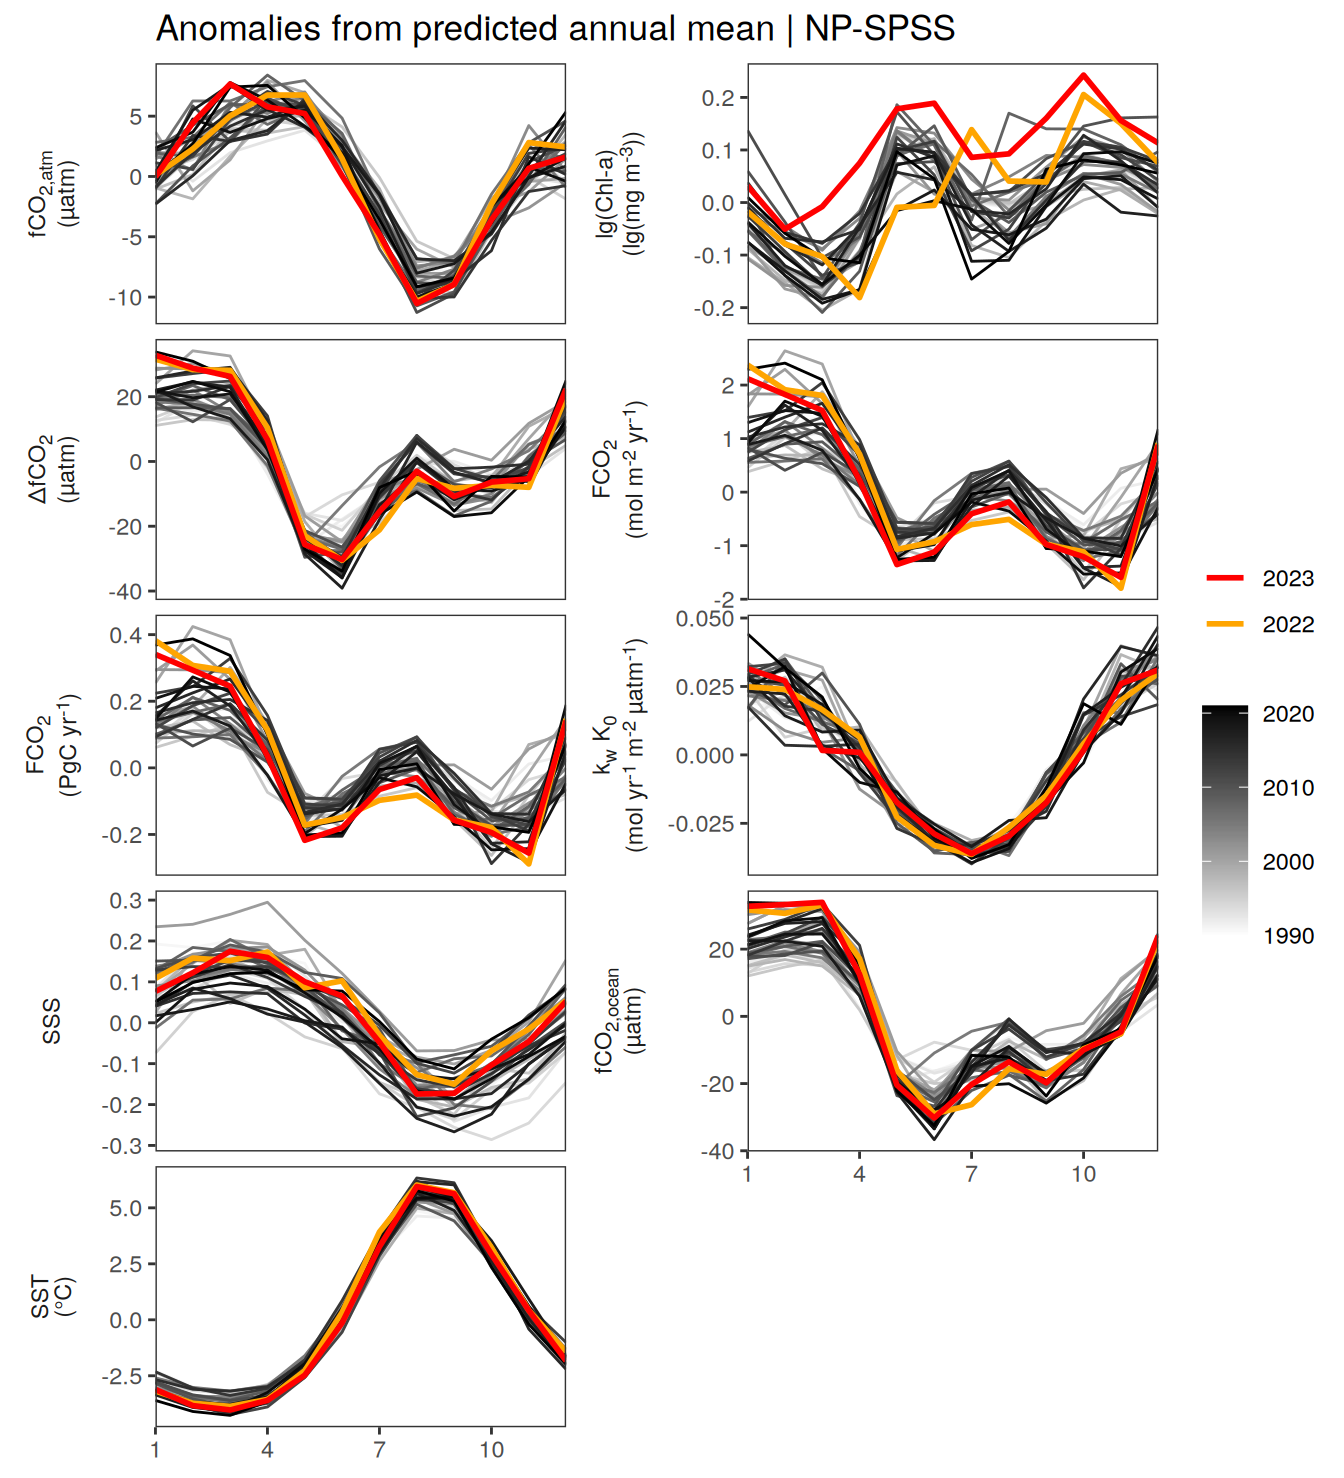 Anomalies from predicted annual mean | NP-SPSS
fCO2,atm
(µatm)
5
0
-5
-10
lg(Chl-a)
(lg(mg m-3))
0.2
0.1
0.0
-0.1
-0.2
ΔfCO2
(µatm)
20
0
-20
-40
FCO2
(mol m-2 yr-1)
2
1
0
-1
-2
FCO2
(PgC yr-1)
0.4
0.2
0.0
-0.2
kw K0
(mol yr-1 m-2 µatm-1)
0.050
0.025
0.000
-0.025
SSS
0.3
0.2
0.1
0.0
-0.1
-0.2
-0.3
fCO2,ocean
(µatm)
20
0
-20
-40
1 4 7 10
SST
(°C)
5.0
2.5
0.0
-2.5
1 4 7 10
2023
2022
2020
2010
2000
1990